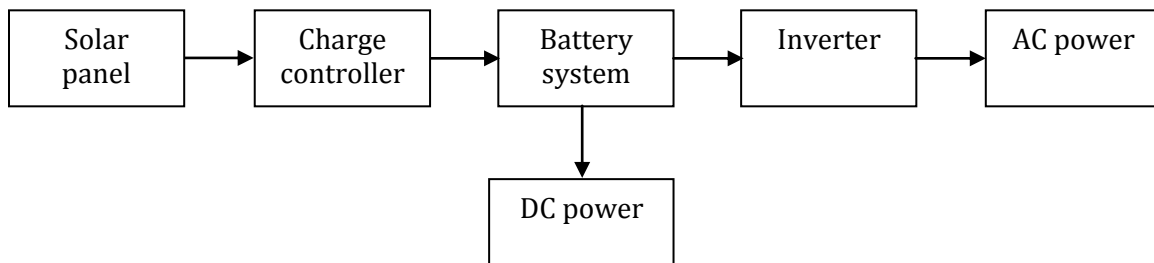 Solar
panel
Charge
controller
Battery
system
Inverter
AC power
DC power